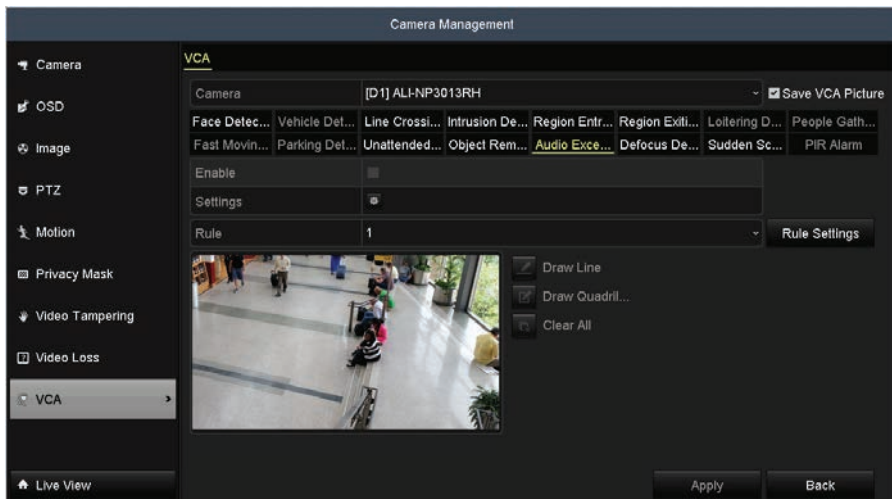 Camera Management
Camera
OSD
Image
PTZ
Motion
Privacy Mask
Video Tampering
Video Loss
VCA
Live View
VCA
Camera [D1] ALI-NP3013RH Save VCA Picture
Face Detec... Vehicle Det... Line Crossi... Intrusion De... Region Entr... Region Exiti... Loitering D... People Gath...
Fast Movin... Parking Det... Unattended... Object Rem... Audio Exce... Defocus De... Sudden Sc... PIR Alarm
Enable
Settings
Rule 1 Rule Settings
Draw Line
Draw Quadril...
Clear All
Apply Back